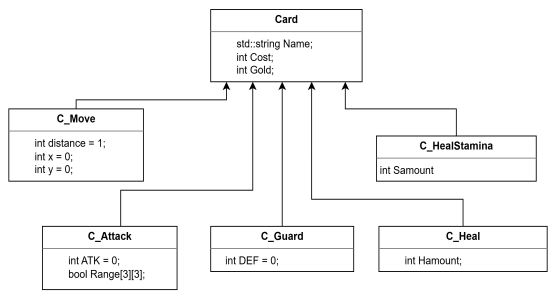 Card
std::string Name;
int Cost;
int Gold;
C_Move
int distance = 1;
int x = 0;
int y = 0;
C_HealStamina
int Samount
C_Attack
int ATK = 0;
bool Range[3][3];
C_Guard
int DEF = 0;
C_Heal
int Hamount;